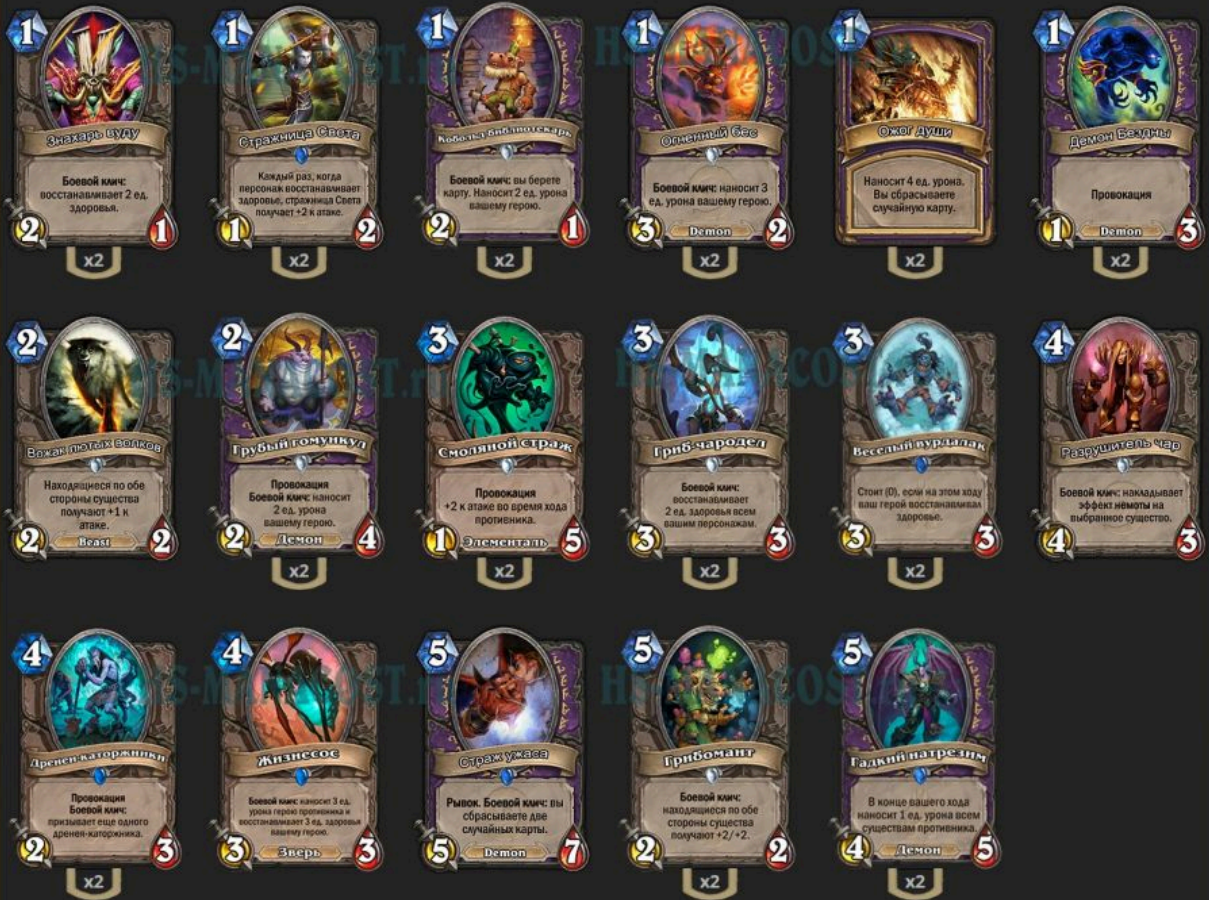 1
Знахарь вуду
Боевой клич:
восстанавливает 2 ед.
здоровья.
2
1
x2
1
Стражница Света
Каждый раз, когда
персонаж восстанавливает
здоровье, стражница Света
получает +2 к атаке.
1
2
x2
1
Кобольд-библиотекарь
Боевой клич: вы берете
карту. Наносит 2 ед. урона
вашему герою.
2
1
x2
1
Огненный бес
Боевой клич: наносит 3
ед. урона вашему герою.
3
Demon
2
x2
1
Ожог души
Наносит 4 ед. урона.
Вы сбрасываете
случайную карту.
x2
1
Демон Бездны
Провокация
1
Demon
3
x2
2
Вожак лютых волков
Находящиеся по обе
стороны существа
получают +1 к
атаке.
2
Beast
2
2
Грубый гомункул
Провокация
Боевой клич: наносит
2 ед. урона
вашему герою.
2
Демон
4
x2
3
Смоляной страж
Провокация
+2 к атаке во время хода
противника.
1
Элементаль
5
x2
3
Гриб-чародел
Боевой клич:
восстанавливает
2 ед. здоровья всем
вашим персонажам.
3
3
x2
3
Веселый вурдалак
Стоит (0), если на этом ходу
ваш герой восстанавливал
здоровье.
3
3
x2
4
Разрушитель чар
Боевой клич: накладывает
эффект немоты на
выбранное существо.
4
3
4
Дренеи-каторжники
Провокация
Боевой клич:
призывает еще одного
дренея-каторжника.
2
3
x2
4
Жизнесос
Боевой клич: наносит 3 ед.
урона герою противника и
восстанавливает 3 ед. здоровья
вашему герою.
3
Зверь
3
5
Страж ужаса
Рывок. Боевой клич: вы
сбрасываете две
случайных карты.
5
Demon
7
5
Грибомант
Боевой клич:
находящиеся по обе
стороны существа
получают +2/+2.
2
2
x2
5
Гадкий натрезим
В конце вашего хода
наносит 1 ед. урона всем
существам противника.
4
Демон
5
x2